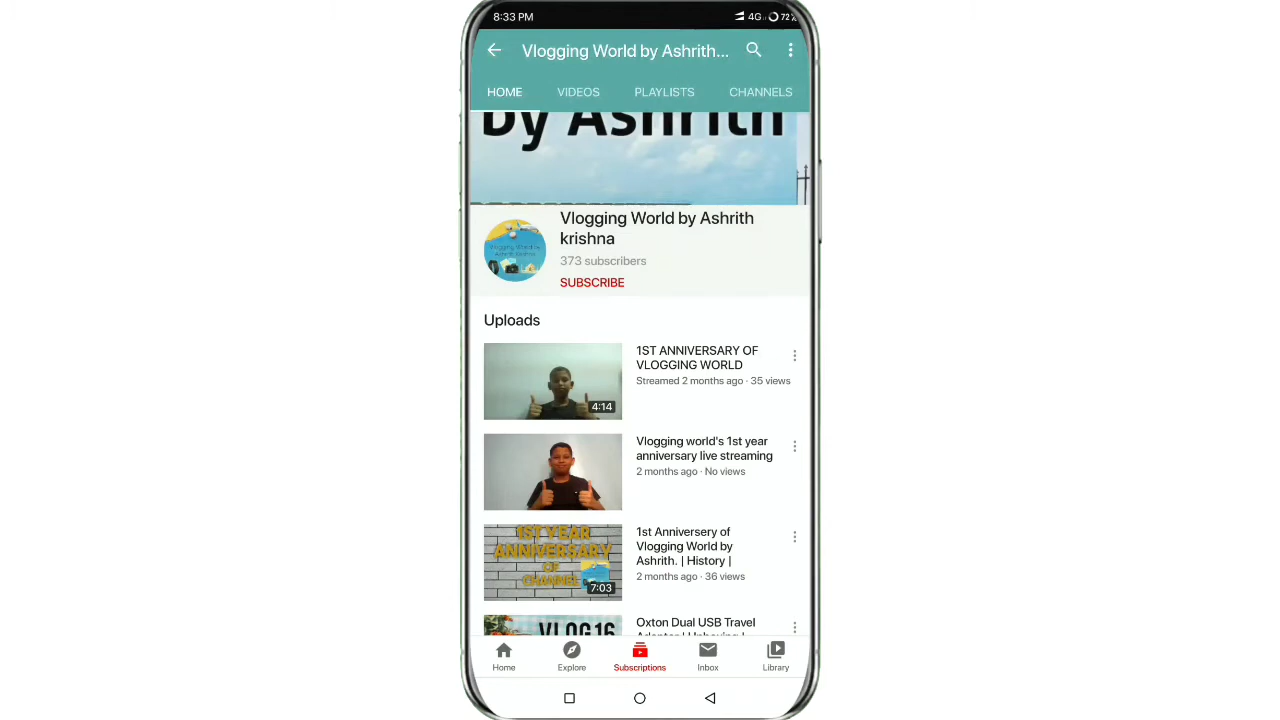 8:33 PM 4G 72%
Vlogging World by Ashrith...
HOME VIDEOS PLAYLISTS CHANNELS
by Ashrith
Vlogging World by Ashrith
krishna
373 subscribers
SUBSCRIBE
Uploads
1ST ANNIVERSARY OF
VLOGGING WORLD
Streamed 2 months ago · 35 views
4:14
Vlogging world's 1st year
anniversary live streaming
2 months ago · No views
1ST YEAR
ANNIVERSARY
OF
CHANNEL
7:03
1st Anniversery of
Vlogging World by
Ashrith. | History |
2 months ago · 36 views
VLOG16
Oxton Dual USB Travel
Adapter | Unboxing |
Home Explore Subscriptions Inbox Library